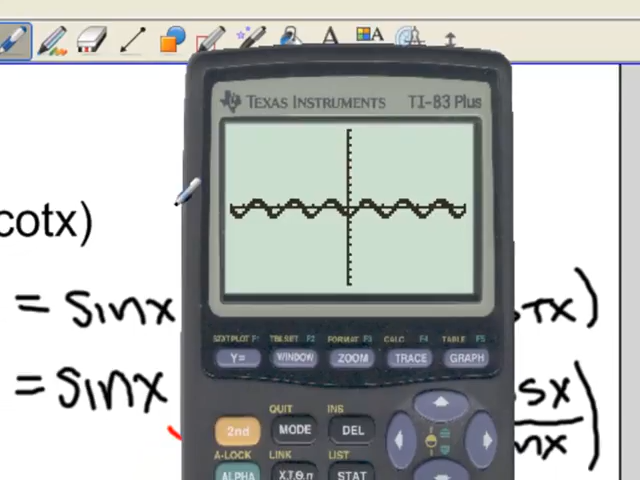 A
A
TEXAS INSTRUMENTS TI-83 Plus
cotx)
= sinx
= sinx
STAT PLOT F1 TBLSET F2 FORMAT F3 CALC F4 TABLE F5
Y= WINDOW ZOOM TRACE GRAPH
QUIT INS
2nd MODE DEL
A-LOCK LINK LIST
ALPHA X,T,θ,n STAT